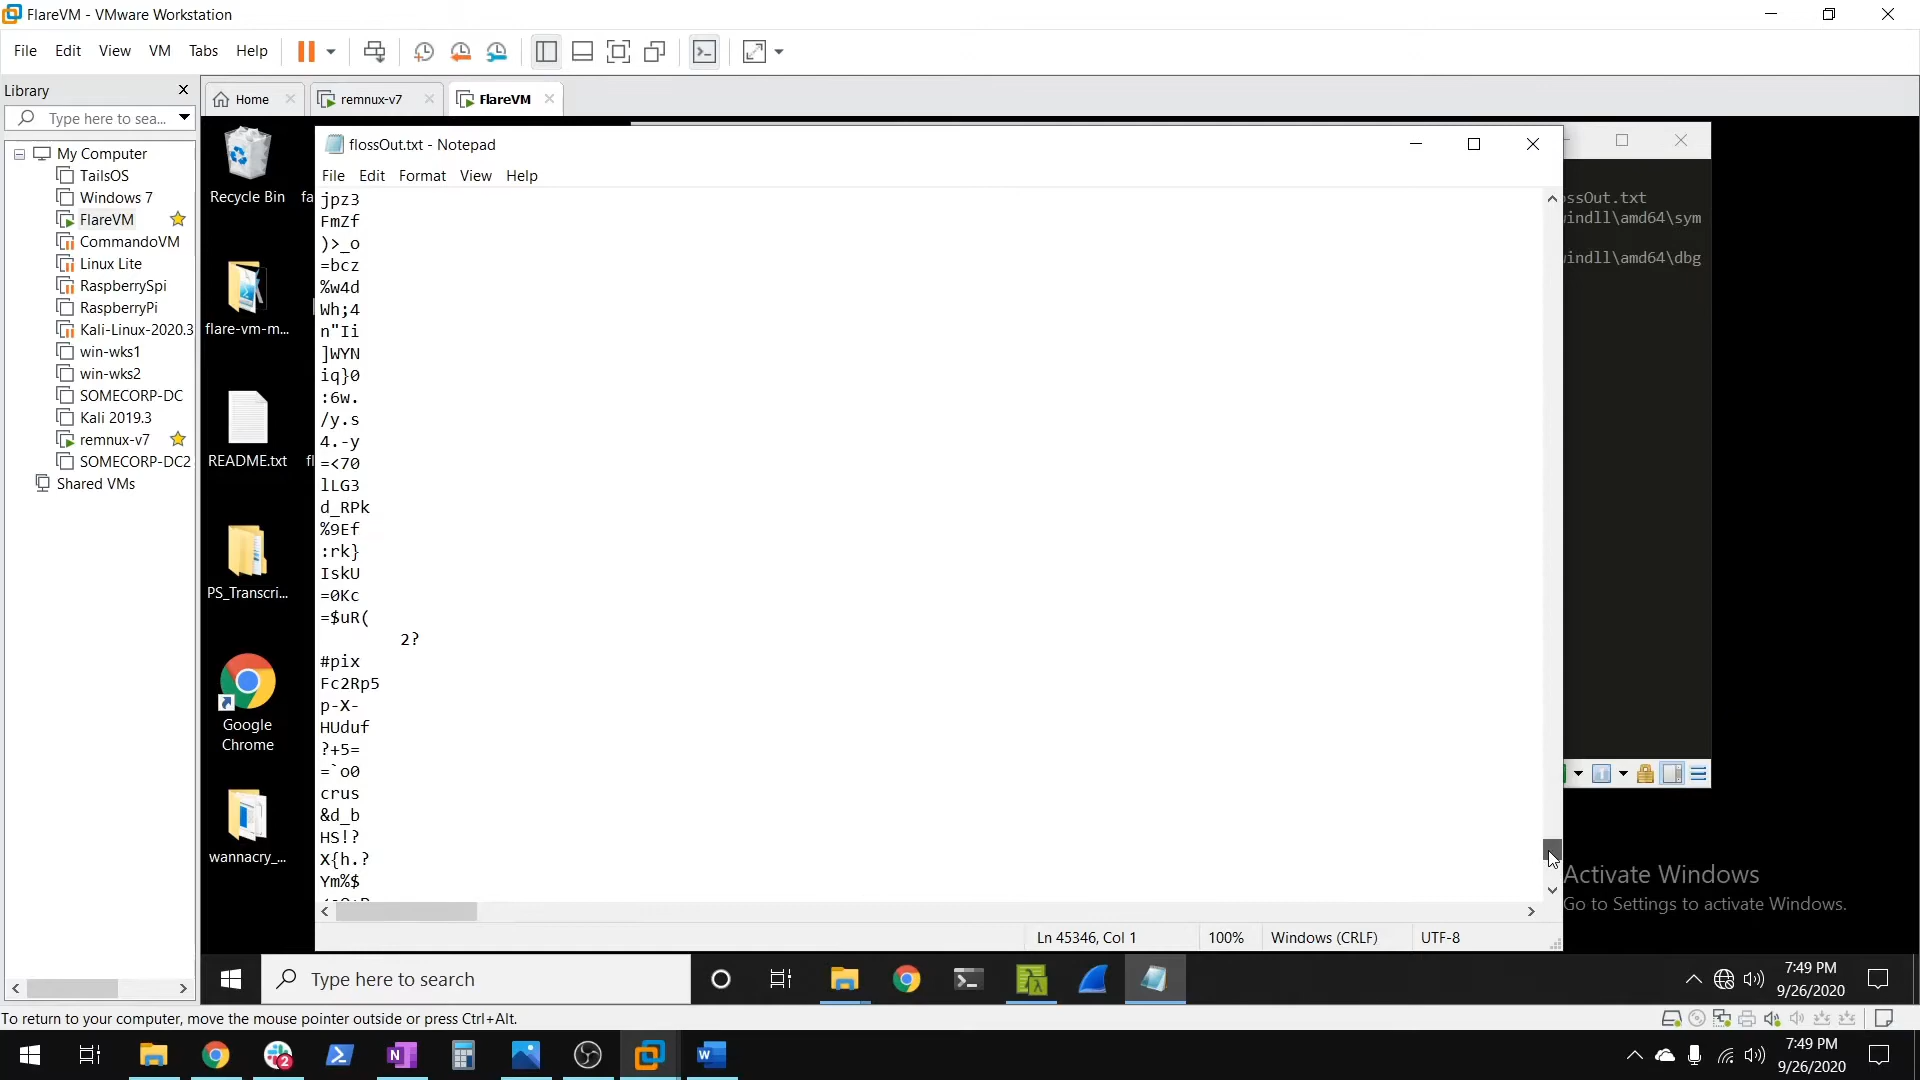 FlareVM - VMware Workstation
File Edit View VM Tabs Help
Library
Home
remnux-v7
FlareVM
Type here to sea...
My Computer
TailsOS
Windows 7
FlareVM
CommandoVM
Linux Lite
RaspberrySpi
RaspberryPi
Kali-Linux-2020.3
win-wks1
win-wks2
SOMECORP-DC
Kali 2019.3
remnux-v7
SOMECORP-DC2
Shared VMs
Recycle Bin
fa
flare-vm-m...
README.txt
fl
PS_Transcri...
Google
Chrome
wannacry_...
flossOut.txt - Notepad
File Edit Format View Help
jpz3
FmZf
)>_o
=bcz
%w4d
Wh;4
n"Ii
]WYN
iq}0
:6w.
/y.s
4.-y
=<70
lLG3
d_RPk
%9Ef
:rk}
IskU
=0Kc
=$uR(
2?
#pix
Fc2Rp5
p-X-
HUduf
?+5=
=`o0
crus
&d_b
HS!?
X{h.?
Ym%$
Ln 45346, Col 1
100%
Windows (CRLF)
UTF-8
ossOut.txt
indll\amd64\sym
indll\amd64\dbg
Activate Windows
Go to Settings to activate Windows.
Type here to search
7:49 PM
9/26/2020
To return to your computer, move the mouse pointer outside or press Ctrl+Alt.
2
7:49 PM
9/26/2020